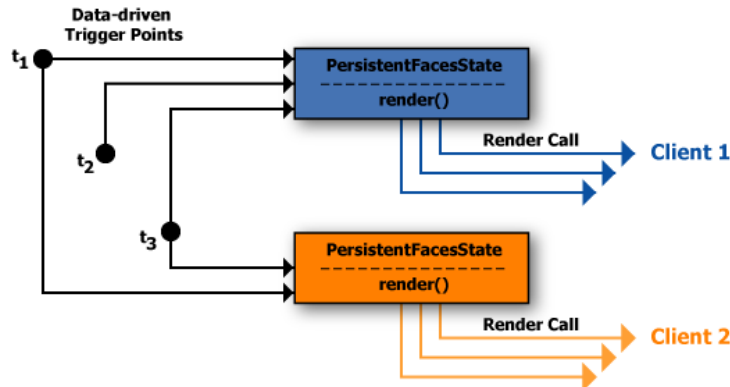 Data-driven
Trigger Points
t1
PersistentFacesState
render()
t2
Render Call
Client 1
t3
PersistentFacesState
render()
Render Call
Client 2